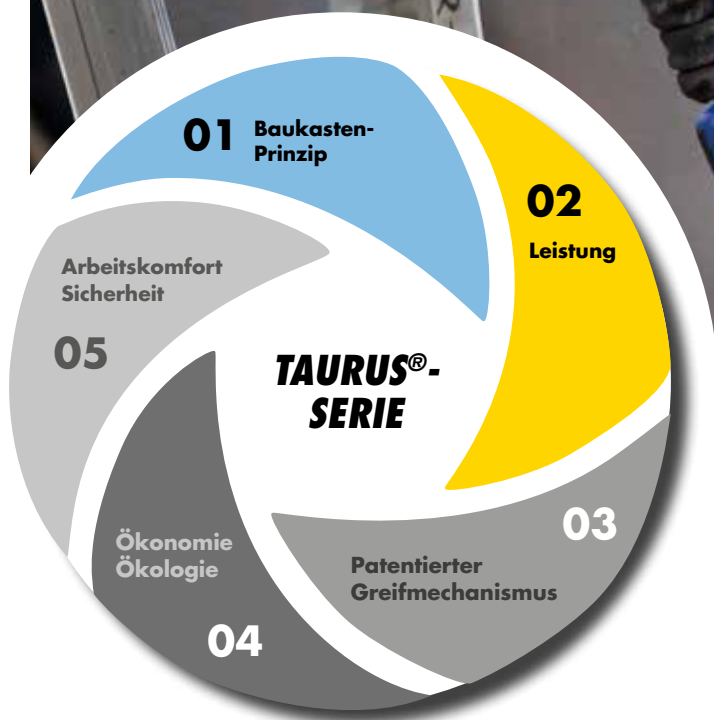 01 Baukasten-
Prinzip
02
Leistung
03
Patentierter
Greifmechanismus
04
Ökonomie
Ökologie
05
Arbeitskomfort
Sicherheit
TAURUS®-
SERIE